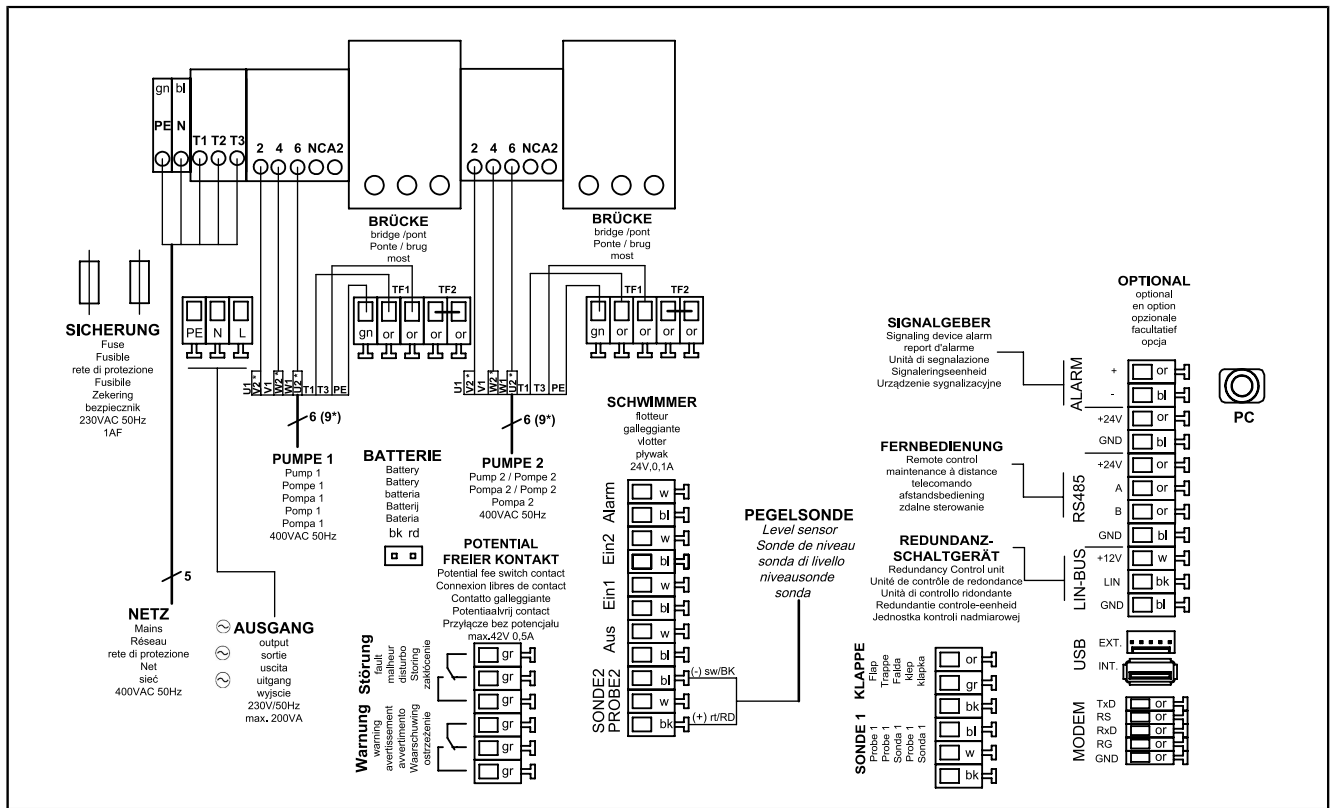 gn bl
PE N
T1 T2 T3
2 4 6 NC A2
2 4 6 NC A2
BRÜCKE
bridge /pont
Ponte / brug
most
BRÜCKE
bridge /pont
Ponte / brug
most
SICHERUNG
Fuse
Fusible
rete di protezione
Fusibile
Zekering
bezpiecznik
230VAC 50Hz
1AF
PE N L
TF1 TF2
gn or or or or
TF1 TF2
gn or or or or
U1
V2 *
V1
W2 *
W1
U2 *
T1 T3 PE
U1
V2 *
V1
W2 *
W1
U2 *
T1 T3 PE
6 (9*)
6 (9*)
PUMPE 1
Pump 1
Pompe 1
Pompa 1
Pomp 1
Pompa 1
400VAC 50Hz
BATTERIE
Battery
Battery
batteria
Batterij
Bateria
bk rd
PUMPE 2
Pump 2 / Pompe 2
Pompa 2 / Pomp 2
Pompa 2
400VAC 50Hz
5
NETZ
Mains
Réseau
rete di protezione
Net
sieć
400VAC 50Hz
AUSGANG
output
sortie
uscita
uitgang
wyjscie
230V/50Hz
max. 200VA
POTENTIAL
FREIER KONTAKT
Potential fee switch contact
Connexion libres de contact
Contatto galleggiante
Potentiaalvrij contact
Przyłącze bez potencjału
max.42V 0,5A
Störung
fault
malheur
disturbo
Storing
zakłócenie
gr
gr
gr
Warnung
warning
avertissement
avvertimento
Waarschuwing
ostrzeżenie
gr
gr
gr
SCHWIMMER
flotteur
galleggiante
vlotter
pływak
24V,0,1A
Alarm
w
bl
Ein2
w
bl
Ein1
w
bl
Aus
w
bl
SONDE2
PROBE2
bl
w
bk
(-) sw/BK
(+) rt/RD
PEGELSONDE
Level sensor
Sonde de niveau
sonda di livello
niveausonde
sonda
SIGNALGEBER
Signaling device alarm
report d'alarme
Unità di segnalazione
Signaleringseenheid
Urządzenie sygnalizacyjne
FERNBEDIENUNG
Remote control
maintenance à distance
telecomando
afstandsbediening
zdalne sterowanie
REDUNDANZ-
SCHALTGERÄT
Redundancy Control unit
Unité de contrôle de redondance
Unità di controllo ridondante
Redundantie controle-eenheid
Jednostka kontroli nadmiarowej
OPTIONAL
optional
en option
opzionale
facultatief
opcja
ALARM
+ or
- bl
+24V or
GND bl
RS485
+24V or
A or
B or
GND bl
LIN-BUS
+12V w
LIN bk
GND bl
PC
USB
EXT.
INT.
MODEM
TxD or
RS or
RxD or
RG or
GND or
KLAPPE
Flap
Trappe
Falda
klep
klapka
or
gr
bk
SONDE 1
Probe 1
Probe 1
Sonda 1
Probe 1
Sonda 1
bl
w
bk